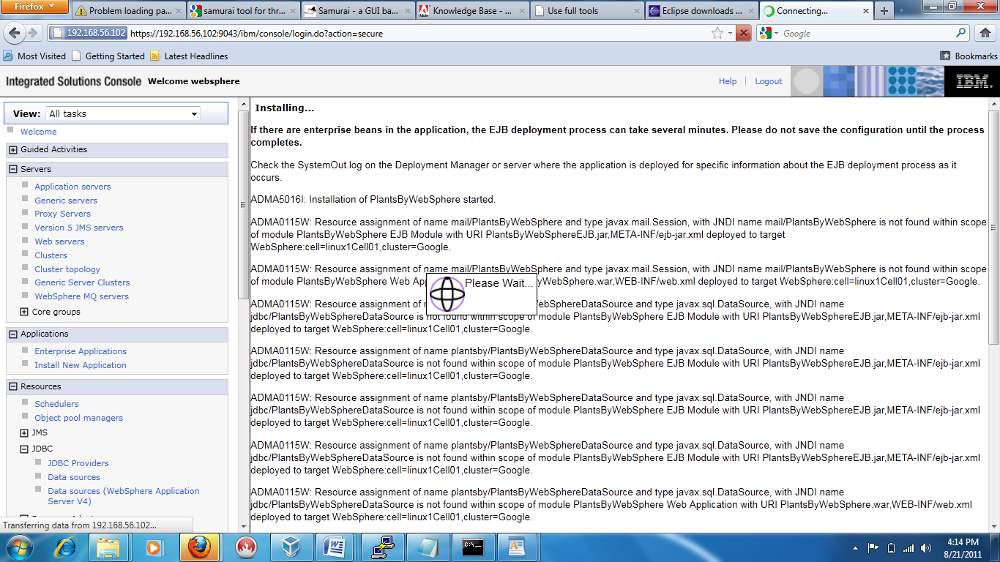 Firefox
Problem loading pa...
samurai tool for thr...
Samurai - a GUI ba...
Knowledge Base - ...
Use full tools
Eclipse downloads ...
Connecting...
192.168.56.102 https://192.168.56.102:9043/ibm/console/login.do?action=secure
Google
Most Visited Getting Started Latest Headlines
Bookmarks
Integrated Solutions Console Welcome websphere
Help | Logout
IBM.
View: All tasks
Welcome
Guided Activities
Servers
Application servers
Generic servers
Proxy Servers
Version 5 JMS servers
Web servers
Clusters
Cluster topology
Generic Server Clusters
WebSphere MQ servers
Core groups
Applications
Enterprise Applications
Install New Application
Resources
Schedulers
Object pool managers
JMS
JDBC
JDBC Providers
Data sources
Data sources (WebSphere Application
Server V4)
Transferring data from 192.168.56.102...
Installing...
If there are enterprise beans in the application, the EJB deployment process can take several minutes. Please do not save the configuration until the process
completes.
Check the SystemOut.log on the Deployment Manager or server where the application is deployed for specific information about the EJB deployment process as it
occurs.
ADMA5016I: Installation of PlantsByWebSphere started.
ADMA0115W: Resource assignment of name mail/PlantsByWebSphere and type javax.mail.Session, with JNDI name mail/PlantsByWebSphere is not found within scope
of module PlantsByWebSphere EJB Module with URI PlantsByWebSphereEJB.jar,META-INF/ejb-jar.xml deployed to target
WebSphere:cell=linux1Cell01,cluster=Google.
ADMA0115W: Resource assignment of name mail/PlantsByWebSphere and type javax.mail.Session, with JNDI name mail/PlantsByWebSphere is not found within scope
of module PlantsByWebSphere Web App
Please Wait...
yWebSphere.war,WEB-INF/web.xml deployed to target WebSphere:cell=linux1Cell01,cluster=Google.
ADMA0115W: Resource assignment of
WebSphereDataSource and type javax.sql.DataSource, with JNDI name
jdbc/PlantsByWebSphereDataSource is not found within scope of module PlantsByWebSphere EJB Module with URI PlantsByWebSphereEJB.jar,META-INF/ejb-jar.xml
deployed to target WebSphere:cell=linux1Cell01,cluster=Google.
ADMA0115W: Resource assignment of name plantsby/PlantsByWebSphereDataSource and type javax.sql.DataSource, with JNDI name
jdbc/PlantsByWebSphereDataSource is not found within scope of module PlantsByWebSphere EJB Module with URI PlantsByWebSphereEJB.jar,META-INF/ejb-jar.xml
deployed to target WebSphere:cell=linux1Cell01,cluster=Google.
ADMA0115W: Resource assignment of name plantsby/PlantsByWebSphereDataSource and type javax.sql.DataSource, with JNDI name
jdbc/PlantsByWebSphereDataSource is not found within scope of module PlantsByWebSphere EJB Module with URI PlantsByWebSphereEJB.jar,META-INF/ejb-jar.xml
deployed to target WebSphere:cell=linux1Cell01,cluster=Google.
ADMA0115W: Resource assignment of name plantsby/PlantsByWebSphereDataSource and type javax.sql.DataSource, with JNDI name
jdbc/PlantsByWebSphereDataSource is not found within scope of module PlantsByWebSphere EJB Module with URI PlantsByWebSphereEJB.jar,META-INF/ejb-jar.xml
deployed to target WebSphere:cell=linux1Cell01,cluster=Google.
ADMA0115W: Resource assignment of name plantsby/PlantsByWebSphereDataSource and type javax.sql.DataSource, with JNDI name
jdbc/PlantsByWebSphereDataSource is not found within scope of module PlantsByWebSphere Web Application with URI PlantsByWebSphere.war,WEB-INF/web.xml
deployed to target WebSphere:cell=linux1Cell01,cluster=Google.
4:14 PM
8/21/2011